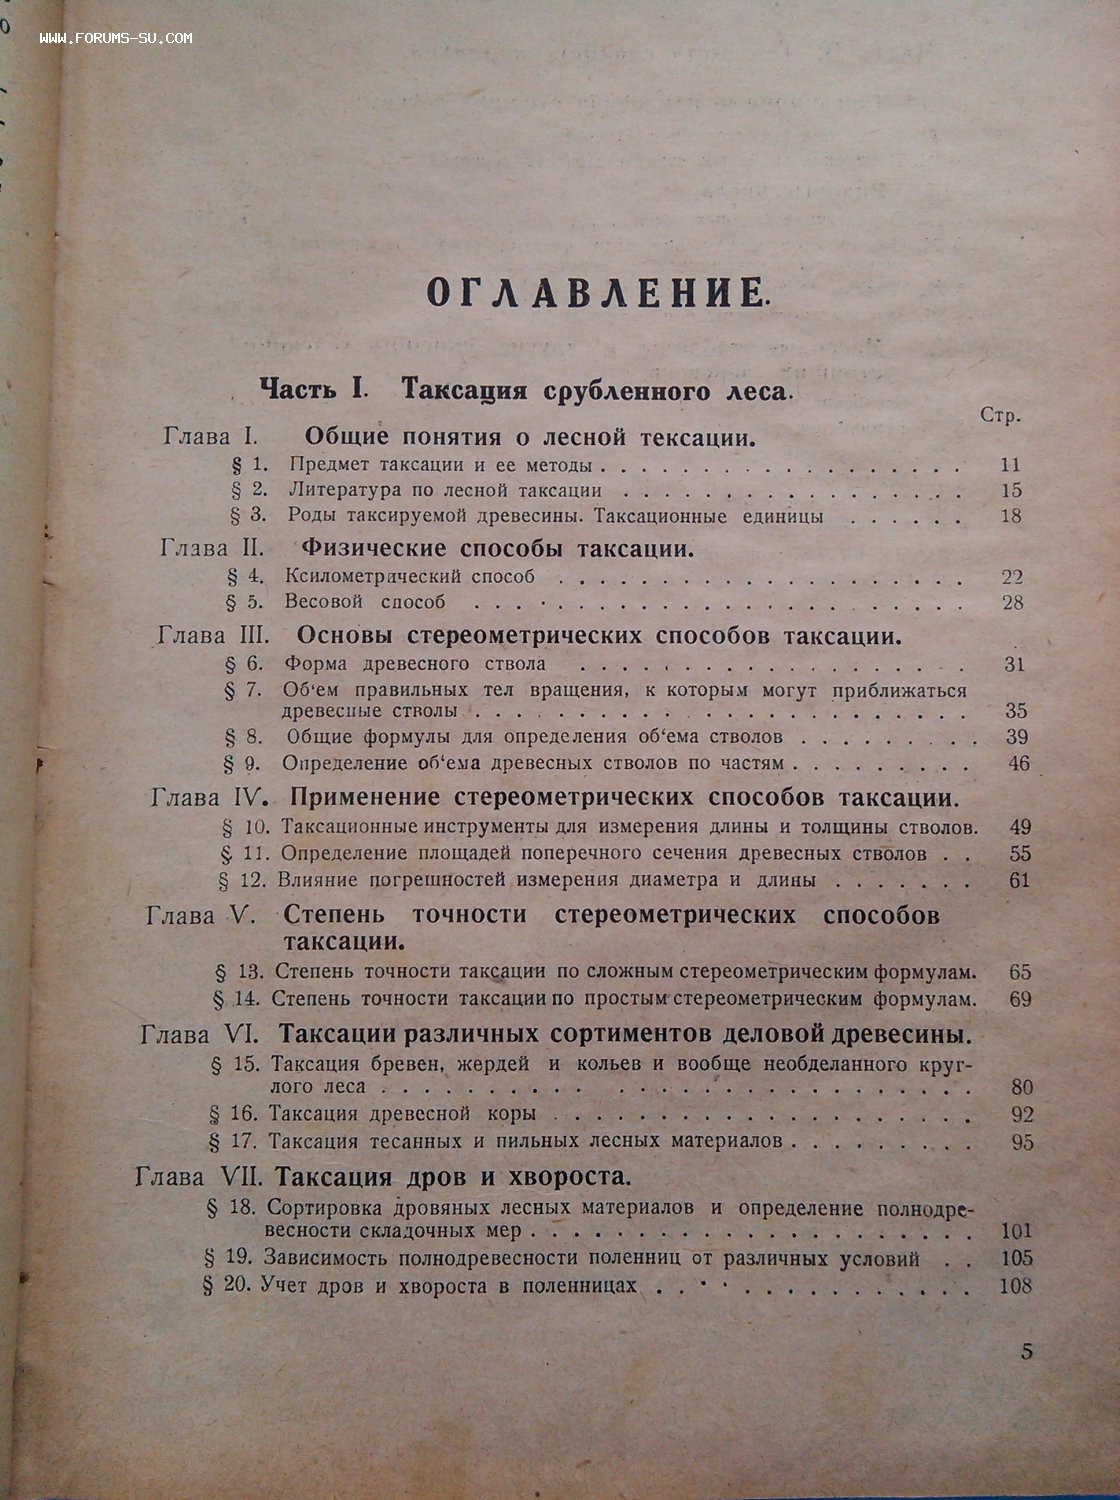 WWW.FORUMS-SU.COM
ОГЛАВЛЕНИЕ.
Часть I. Таксация срубленного леса.
Стр.
Глава I. Общие понятия о лесной тексации.
§ 1. Предмет таксации и ее методы . . . . . . . . . . . . . . . . . . 11
§ 2. Литература по лесной таксации . . . . . . . . . . . . . . . . . 15
§ 3. Роды таксируемой древесины. Таксационные единицы . . . . . . 18
Глава II. Физические способы таксации.
§ 4. Ксилометрический способ . . . . . . . . . . . . . . . . . . . 22
§ 5. Весовой способ . . . . . . . . . . . . . . . . . . . . . . 28
Глава III. Основы стереометрических способов таксации.
§ 6. Форма древесного ствола . . . . . . . . . . . . . . . . . . 31
§ 7. Об‘ем правильных тел вращения, к которым могут приближаться
древесные стволы . . . . . . . . . . . . . . . . . . . . . . 35
§ 8. Общие формулы для определения об‘ема стволов . . . . . . . . . 39
§ 9. Определение об‘ема древесных стволов по частям . . . . . . . . . 46
Глава IV. Применение стереометрических способов таксации.
§ 10. Таксационные инструменты для измерения длины и толщины стволов. 49
§ 11. Определение площадей поперечного сечения древесных стволов . . 55
§ 12. Влияние погрешностей измерения диаметра и длины . . . . . . . 61
Глава V. Степень точности стереометрических способов
таксации.
§ 13. Степень точности таксации по сложным стереометрическим формулам. 65
§ 14. Степень точности таксации по простым стереометрическим формулам. 69
Глава VI. Таксации различных сортиментов деловой древесины.
§ 15. Таксация бревен, жердей и кольев и вообще необделанного круг-
лого леса . . . . . . . . . . . . . . . . . . . . . . . . . 80
§ 16. Таксация древесной коры . . . . . . . . . . . . . . . . . . . 92
§ 17. Таксация тесанных и пильных лесных материалов . . . . . . . . . 95
Глава VII. Таксация дров и хвороста.
§ 18. Сортировка дровяных лесных материалов и определение полнодре-
весности складочных мер . . . . . . . . . . . . . . . . . . . . 101
§ 19. Зависимость полнодревесности поленниц от различных условий . . 105
§ 20. Учет дров и хвороста в поленницах . . . . . . . . . . . . . . 108
5